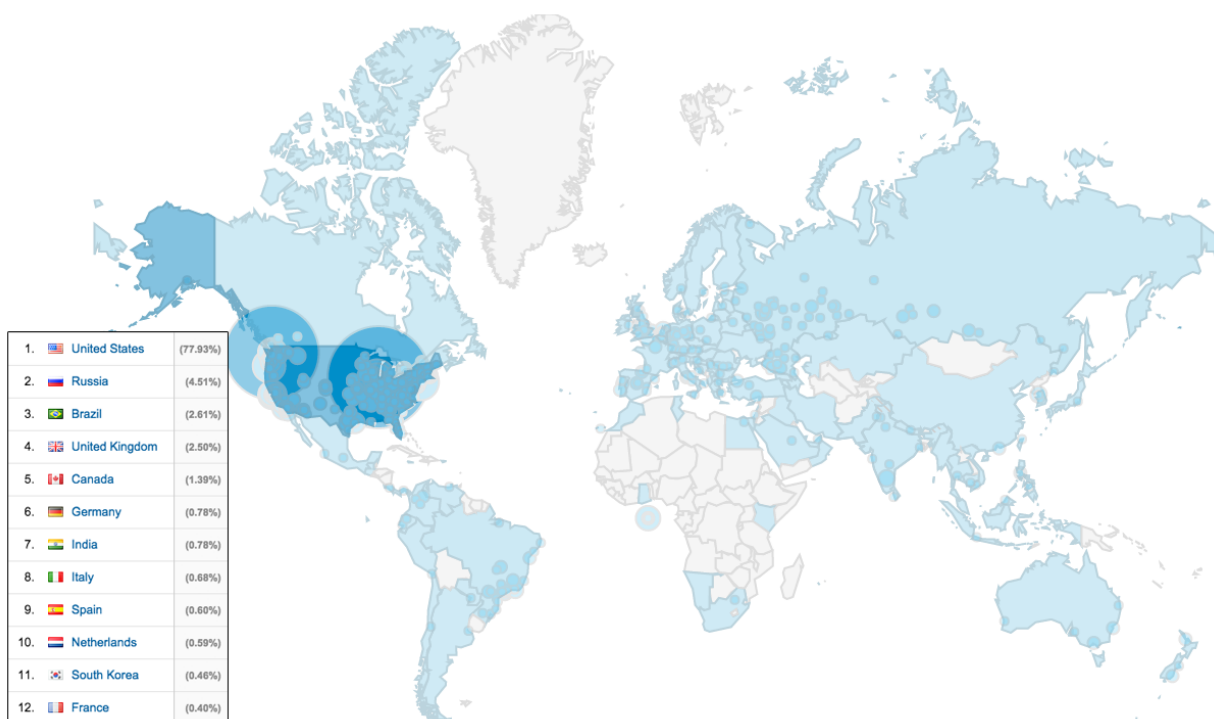 1. United States (77.93%)
2. Russia (4.51%)
3. Brazil (2.61%)
4. United Kingdom (2.50%)
5. Canada (1.39%)
6. Germany (0.78%)
7. India (0.78%)
8. Italy (0.68%)
9. Spain (0.60%)
10. Netherlands (0.59%)
11. South Korea (0.46%)
12. France (0.40%)